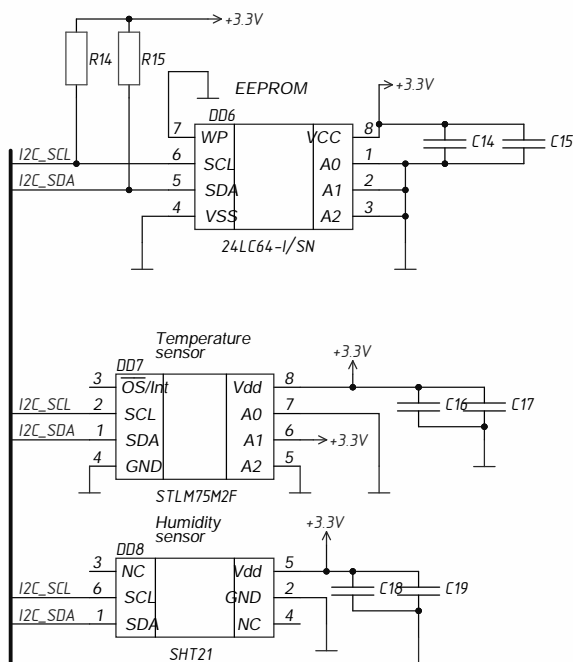 +3.3V
R14 R15
EEPROM
+3.3V
DD6
7 WP VCC 8
C14 C15
I2C_SCL 6 SCL A0 1
I2C_SDA 5 SDA A1 2
4 VSS A2 3
24LC64-I/SN
Temperature
sensor
+3.3V
DD7
3 OS/Int Vdd 8
I2C_SCL 2 SCL A0 7
C16 C17
I2C_SDA 1 SDA A1 6 +3.3V
4 GND A2 5
STLM75M2F
Humidity
sensor
+3.3V
DD8
3 NC Vdd 5
C18 C19
I2C_SCL 6 SCL GND 2
I2C_SDA 1 SDA NC 4
SHT21